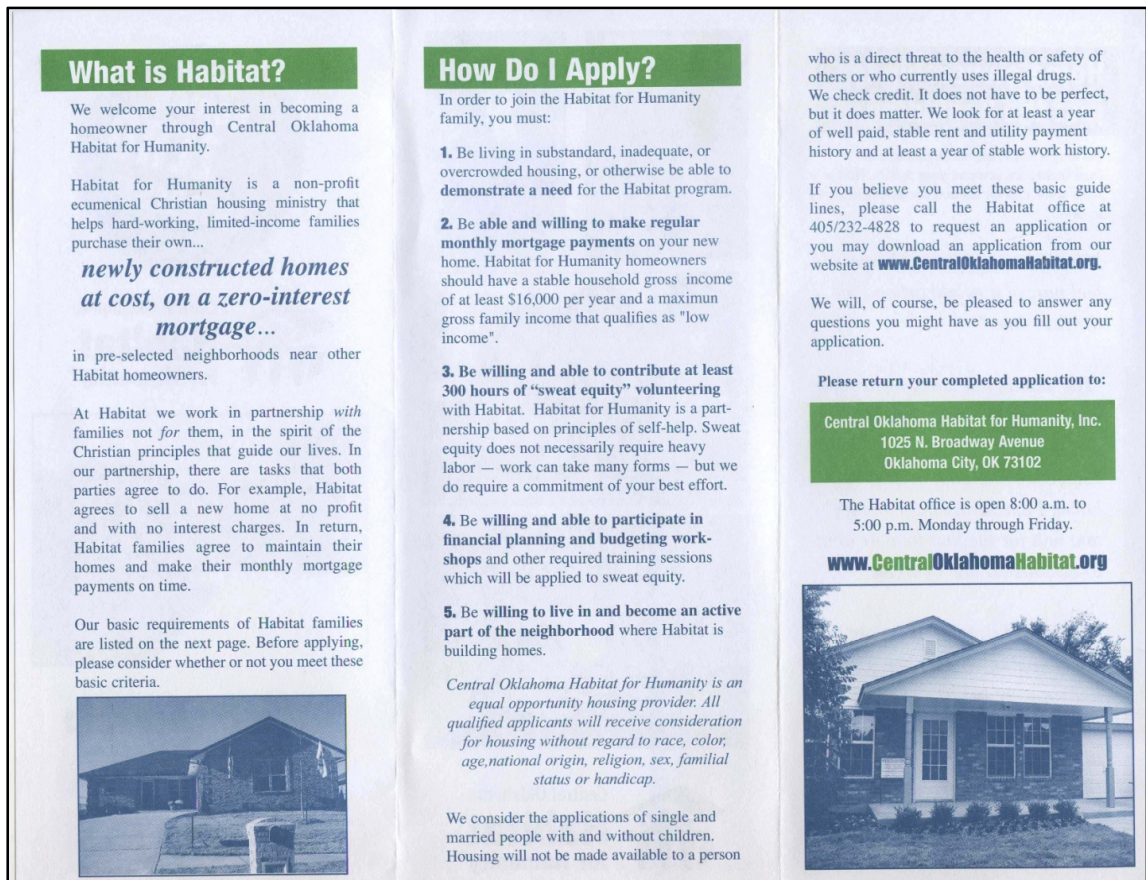 What is Habitat?
We welcome your interest in becoming a
homeowner through Central Oklahoma
Habitat for Humanity.
Habitat for Humanity is a non-profit
ecumenical Christian housing ministry that
helps hard-working, limited-income families
purchase their own...
newly constructed homes
at cost, on a zero-interest
mortgage...
in pre-selected neighborhoods near other
Habitat homeowners.
At Habitat we work in partnership with
families not for them, in the spirit of the
Christian principles that guide our lives. In
our partnership, there are tasks that both
parties agree to do. For example, Habitat
agrees to sell a new home at no profit
and with no interest charges. In return,
Habitat families agree to maintain their
homes and make their monthly mortgage
payments on time.
Our basic requirements of Habitat families
are listed on the next page. Before applying,
please consider whether or not you meet these
basic criteria.
How Do I Apply?
In order to join the Habitat for Humanity
family, you must:
1. Be living in substandard, inadequate, or
overcrowded housing, or otherwise be able to
demonstrate a need for the Habitat program.
2. Be able and willing to make regular
monthly mortgage payments on your new
home. Habitat for Humanity homeowners
should have a stable household gross income
of at least $16,000 per year and a maximun
gross family income that qualifies as "low
income".
3. Be willing and able to contribute at least
300 hours of “sweat equity” volunteering
with Habitat. Habitat for Humanity is a part-
nership based on principles of self-help. Sweat
equity does not necessarily require heavy
labor — work can take many forms — but we
do require a commitment of your best effort.
4. Be willing and able to participate in
financial planning and budgeting work-
shops and other required training sessions
which will be applied to sweat equity.
5. Be willing to live in and become an active
part of the neighborhood where Habitat is
building homes.
Central Oklahoma Habitat for Humanity is an
equal opportunity housing provider. All
qualified applicants will receive consideration
for housing without regard to race, color,
age,national origin, religion, sex, familial
status or handicap.
We consider the applications of single and
married people with and without children.
Housing will not be made available to a person
who is a direct threat to the health or safety of
others or who currently uses illegal drugs.
We check credit. It does not have to be perfect,
but it does matter. We look for at least a year
of well paid, stable rent and utility payment
history and at least a year of stable work history.
If you believe you meet these basic guide
lines, please call the Habitat office at
405/232-4828 to request an application or
you may download an application from our
website at www.CentralOklahomaHabitat.org.
We will, of course, be pleased to answer any
questions you might have as you fill out your
application.
Please return your completed application to:
Central Oklahoma Habitat for Humanity, Inc.
1025 N. Broadway Avenue
Oklahoma City, OK 73102
The Habitat office is open 8:00 a.m. to
5:00 p.m. Monday through Friday.
www.CentralOklahomaHabitat.org